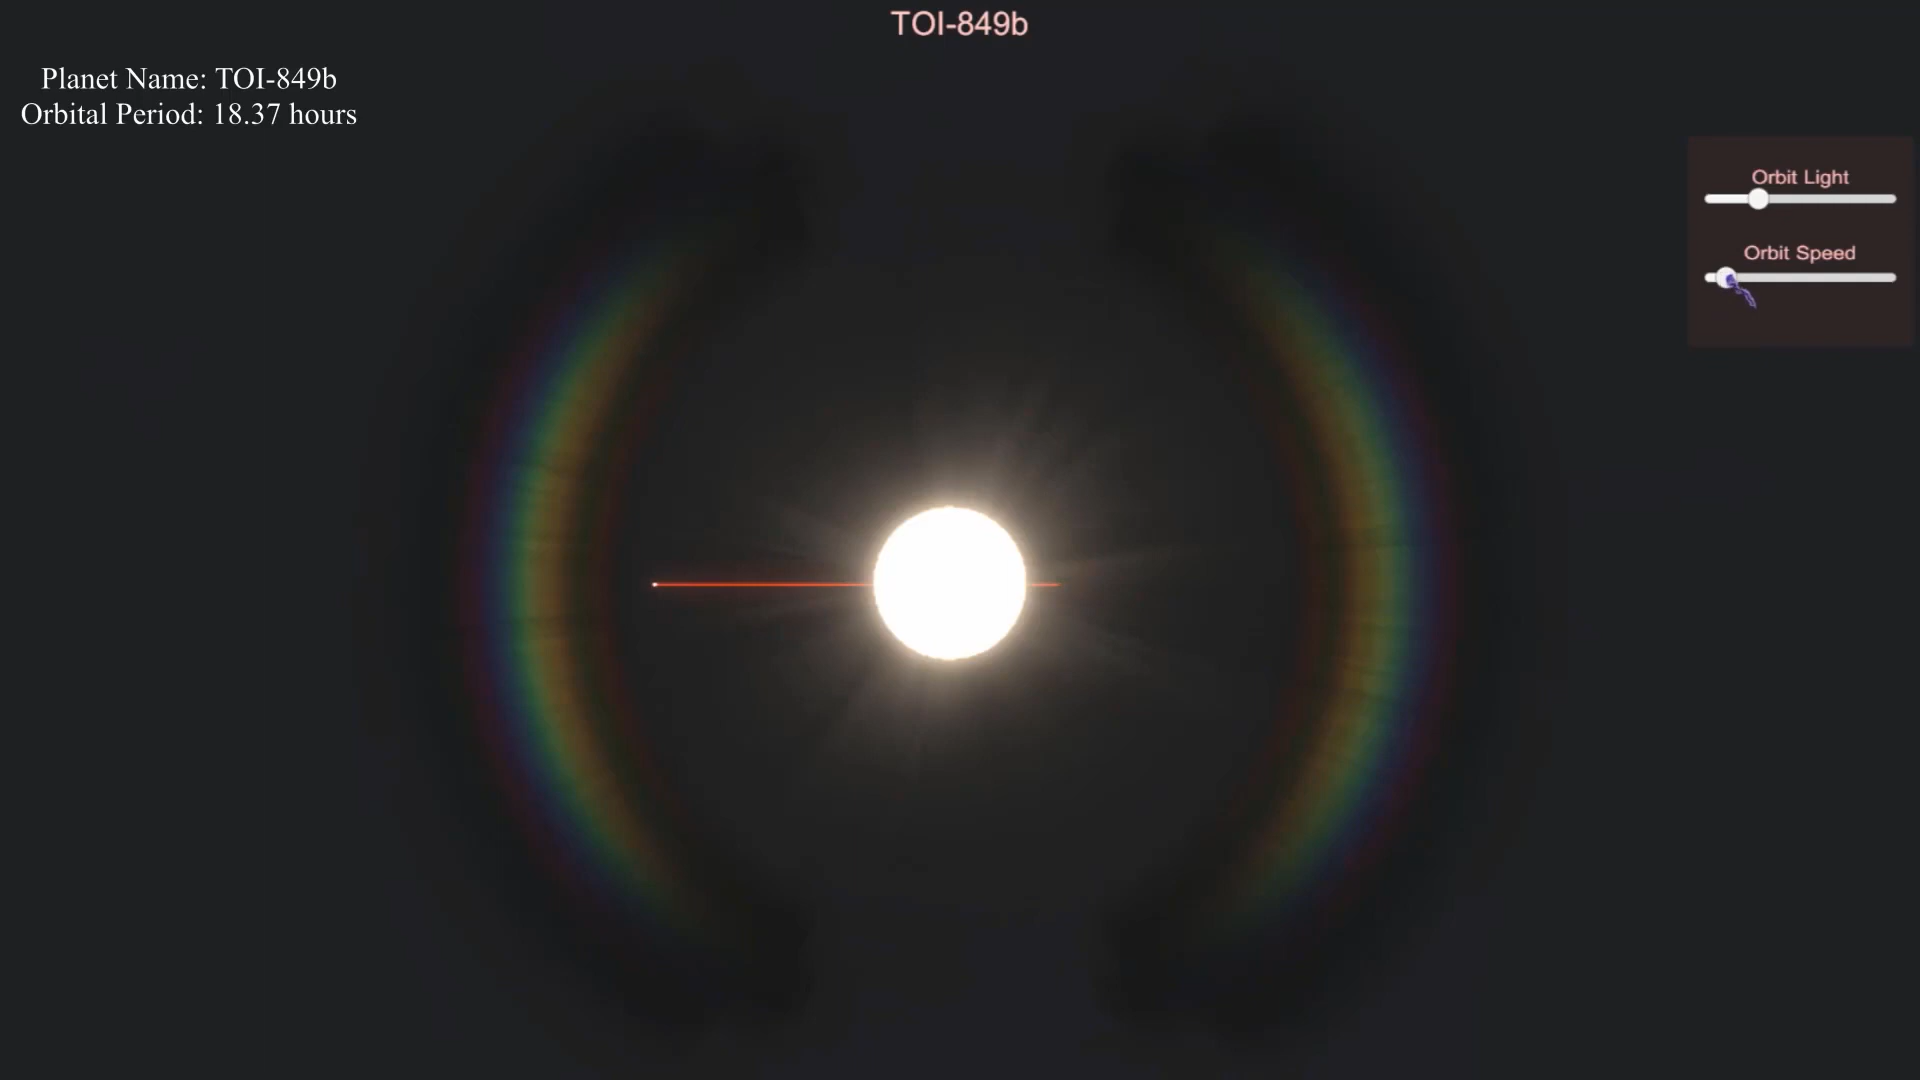 TOI-849b
Planet Name: TOI-849b
Orbital Period: 18.37 hours
Orbit Light
Orbit Speed